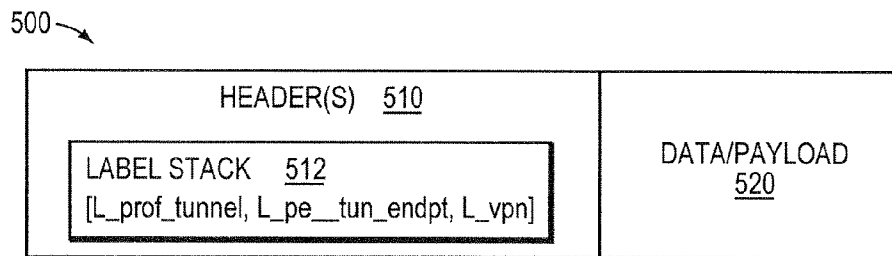 500
HEADER(S) 510
LABEL STACK 512
[L_prof_tunnel, L_pe__tun_endpt, L_vpn]
DATA/PAYLOAD
520